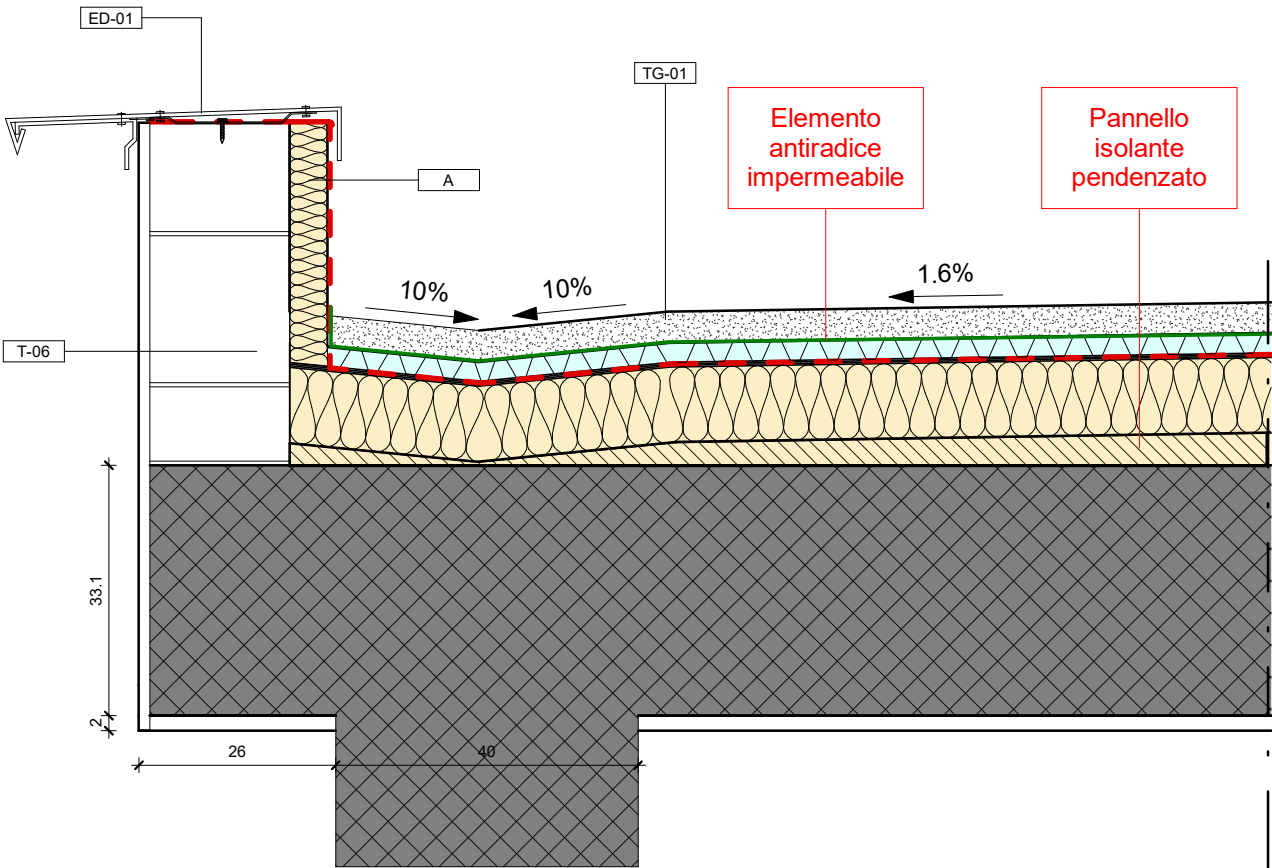 ED-01
TG-01
Elemento
antiradice
impermeabile
Pannello
isolante
pendenzato
A
10%
10%
1.6%
T-06
33.1
2
26
40